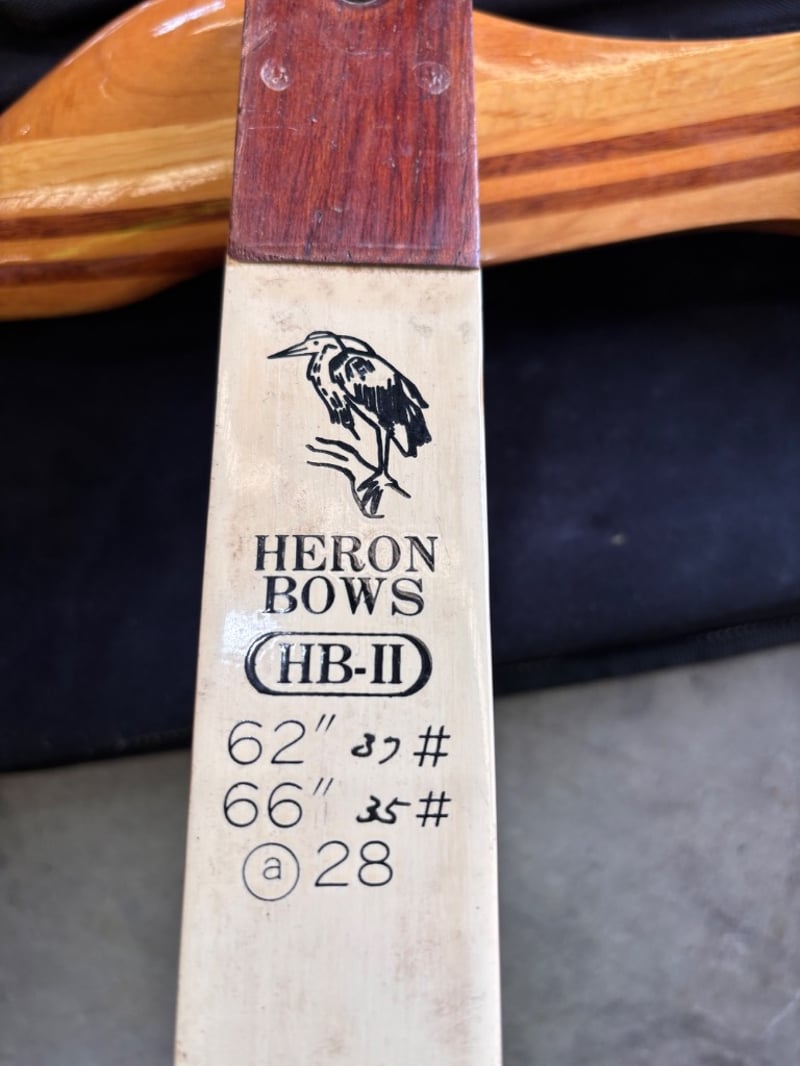 HERON
BOWS
HB-II
62" 37#
66" 35#
ⓐ 28